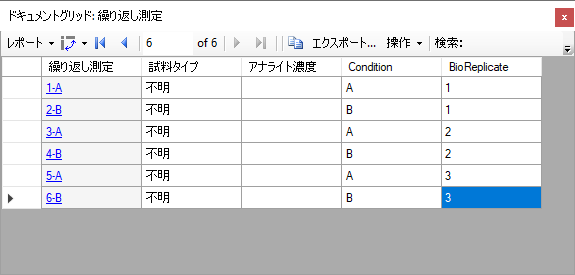 ドキュメントグリッド: 繰り返し測定 x
レポート 6 of 6 エクスポート... 操作 検索:
繰り返し測定 試料タイプ アナライト濃度 Condition BioReplicate
1-A 不明 A 1
2-B 不明 B 1
3-A 不明 A 2
4-B 不明 B 2
5-A 不明 A 3
6-B 不明 B 3